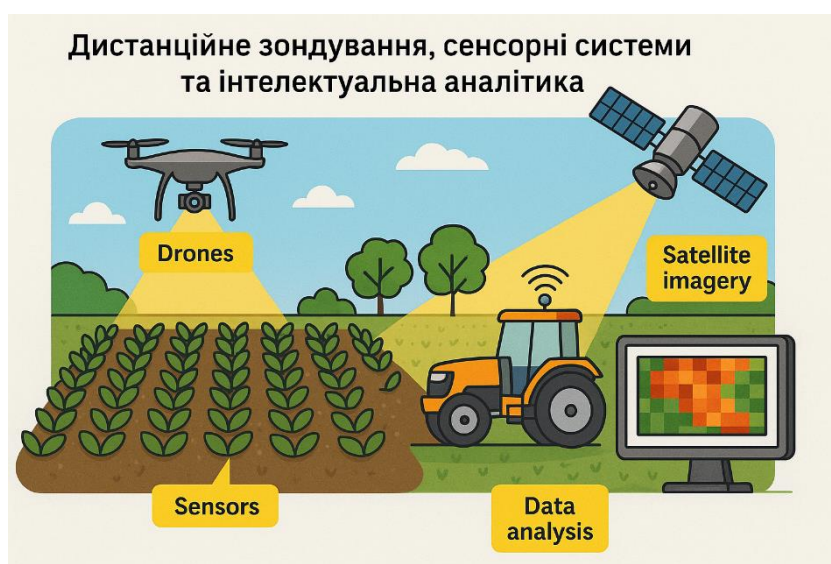 Дистанційне зондування, сенсорні системи
та інтелектуальна аналітика
Drones
Satellite
imagery
Sensors
Data
analysis